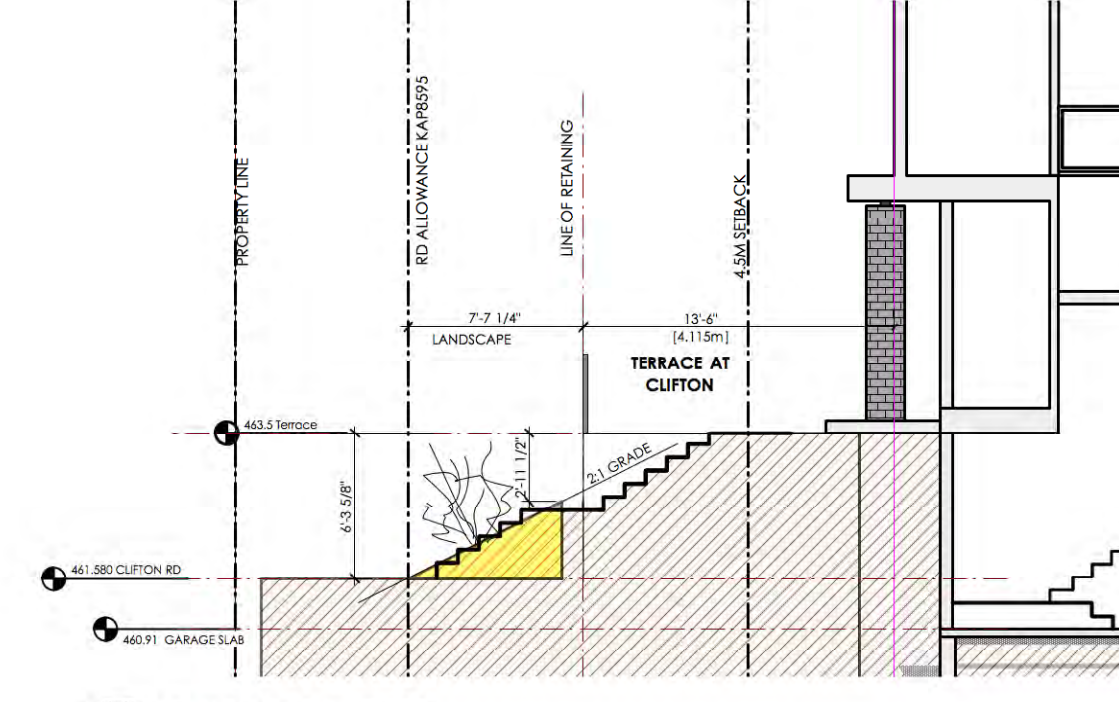 PROPERTY LINE
RD ALLOWANCE KAP8595
LINE OF RETAINING
4.5M SETBACK
7'-7 1/4"
LANDSCAPE
13'-6"
[4.115m]
TERRACE AT
CLIFTON
463.5 Terrace
6'-3 5/8"
2'-11 1/2"
2:1 GRADE
461.580 CLIFTON RD
460.91 GARAGE SLAB